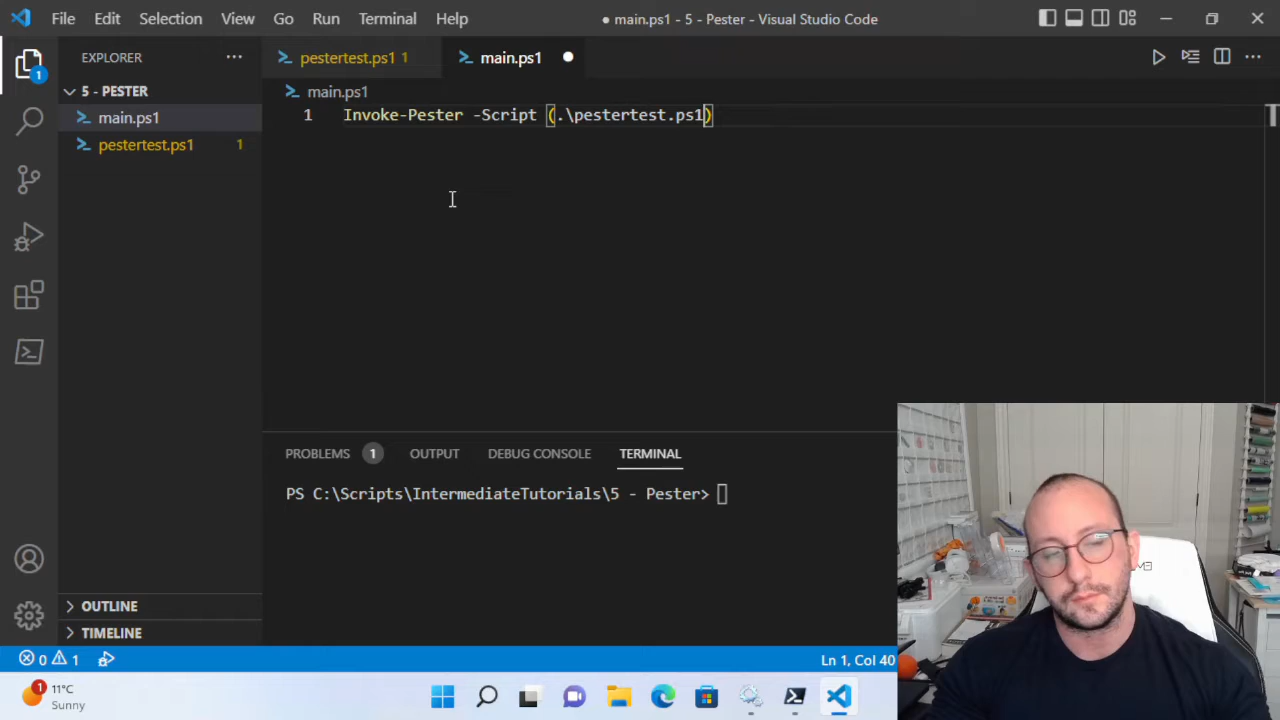 File Edit Selection View Go Run Terminal Help
● main.ps1 - 5 - Pester - Visual Studio Code
EXPLORER
pestertest.ps1 1
main.ps1
5 - PESTER
main.ps1
main.ps1
1 Invoke-Pester -Script (.\pestertest.ps1)
pestertest.ps1 1
1
PROBLEMS 1 OUTPUT DEBUG CONSOLE TERMINAL
PS C:\Scripts\IntermediateTutorials\5 - Pester>
OUTLINE
TIMELINE
0 1
Ln 1, Col 40
1
11°C
Sunny